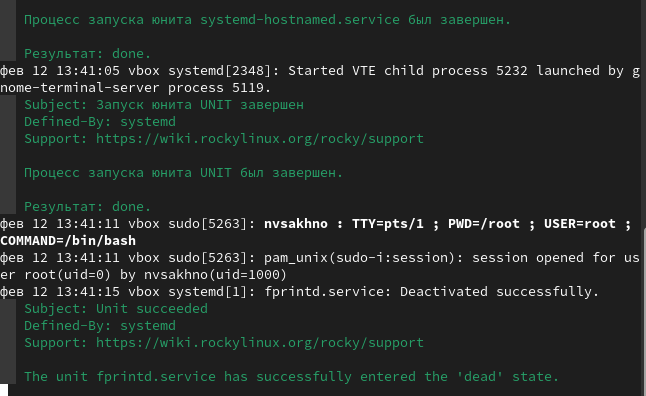 Процесс запуска юнита systemd-hostnamed.service был завершен.
Результат: done.
фев 12 13:41:05 vbox systemd[2348]: Started VTE child process 5232 launched by g
nome-terminal-server process 5119.
Subject: Запуск юнита UNIT завершен
Defined-By: systemd
Support: https://wiki.rockylinux.org/rocky/support
Процесс запуска юнита UNIT был завершен.
Результат: done.
фев 12 13:41:11 vbox sudo[5263]: nvsakhno : TTY=pts/1 ; PWD=/root ; USER=root ;
COMMAND=/bin/bash
фев 12 13:41:11 vbox sudo[5263]: pam_unix(sudo-i:session): session opened for us
er root(uid=0) by nvsakhno(uid=1000)
фев 12 13:41:15 vbox systemd[1]: fprintd.service: Deactivated successfully.
Subject: Unit succeeded
Defined-By: systemd
Support: https://wiki.rockylinux.org/rocky/support
The unit fprintd.service has successfully entered the 'dead' state.